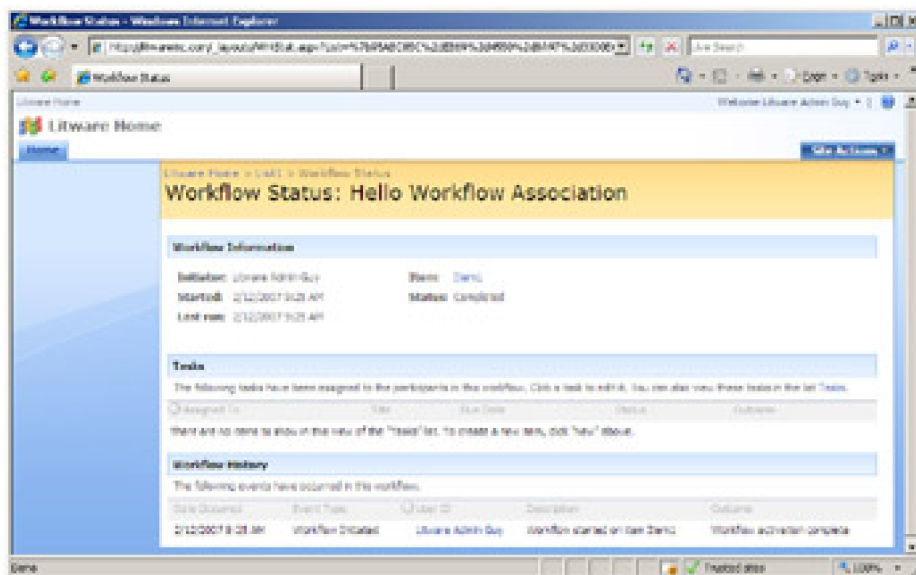 Workflow Status - Windows Internet Explorer
Live Search
Workflow Status
Page Tools
Litware Home
Welcome Litware Admin Guy
Litware Home
Home
Site Actions
Litware Home > > Workflow Status
Workflow Status: Hello Workflow Association
Workflow Information
Initiator: Litware Admin Guy Item: Item1
Started: 2/12/2007 9:25 AM Status: Completed
Last run: 2/12/2007 9:25 AM
Tasks
The following tasks have been assigned to the participants in this workflow. Click a task to edit it. You can also view these tasks in the list Tasks.
Assigned To Title Due Date Status Outcome
There are no items to show in this view of the "Tasks" list. To create a new item, click "New" above.
Workflow History
The following events have occurred in this workflow.
Date Occurred Event Type User ID Description Outcome
2/12/2007 9:25 AM Workflow Initiated Litware Admin Guy Workflow started on item Item1 Workflow activation complete
Done Trusted sites 100%